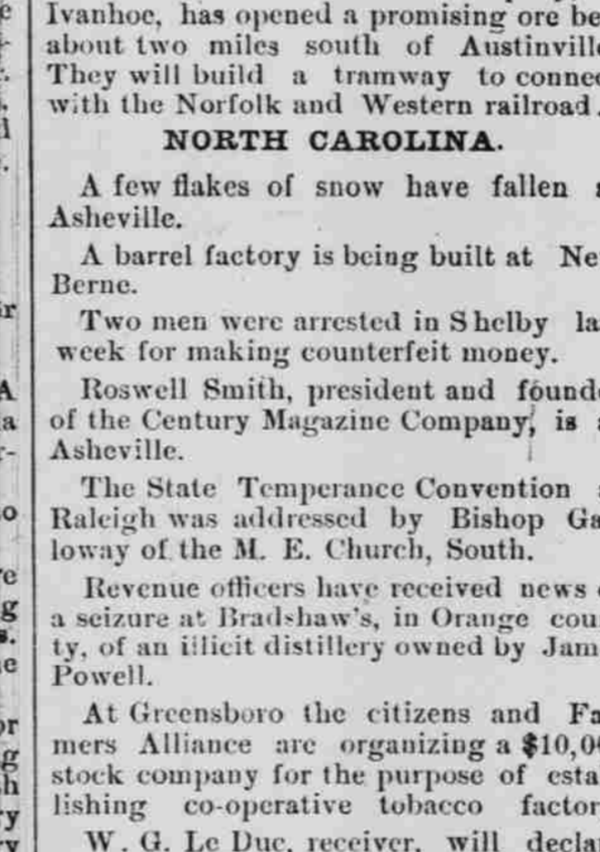 Ivanhoe, has opened a promising ore be
about two miles south of Austinville
They will build a tramway to connec
with the Norfolk and Western railroad.
NORTH CAROLINA.
A few flakes of snow have fallen a
Asheville.
A barrel factory is being built at Ne
Berne.
Two men were arrested in Shelby la
week for making counterfeit money.
Roswell Smith, president and founde
of the Century Magazine Company, is a
Asheville.
The State Temperance Convention a
Raleigh was addressed by Bishop Ga
loway of the M. E. Church, South.
Revenue officers have received news o
a seizure at Bradshaw's, in Orange coun
ty, of an illicit distillery owned by Jam
Powell.
At Greensboro the citizens and Fa
mers Alliance are organizing a $10,00
stock company for the purpose of esta
lishing co-operative tobacco factor
W. G. Le Duc, receiver, will decla